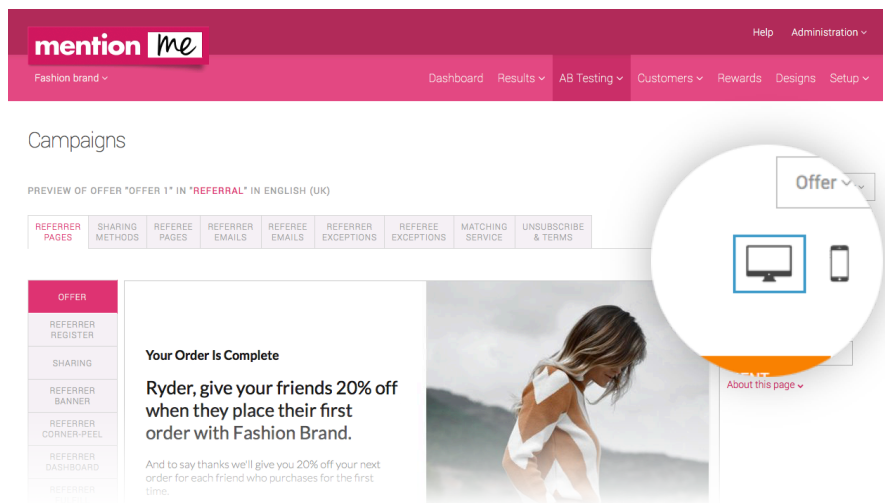 mention me
Help Administration
Fashion brand
Dashboard Results AB Testing Customers Rewards Designs Setup
Campaigns
PREVIEW OF OFFER "OFFER 1" IN "REFERRAL" IN ENGLISH (UK)
Offer
REFERRER PAGES
SHARING METHODS
REFEREE PAGES
REFERRER EMAILS
REFEREE EMAILS
REFERRER EXCEPTIONS
REFEREE EXCEPTIONS
MATCHING SERVICE
UNSUBSCRIBE & TERMS
OFFER
REFERRER
REGISTER
SHARING
REFERRER
BANNER
REFERRER
CORNER-PEEL
REFERRER
DASHBOARD
REFERRER
Your Order Is Complete
Ryder, give your friends 20% off
when they place their first
order with Fashion Brand.
And to say thanks we'll give you 20% off your next
order for each friend who purchases for the first
time.
About this page